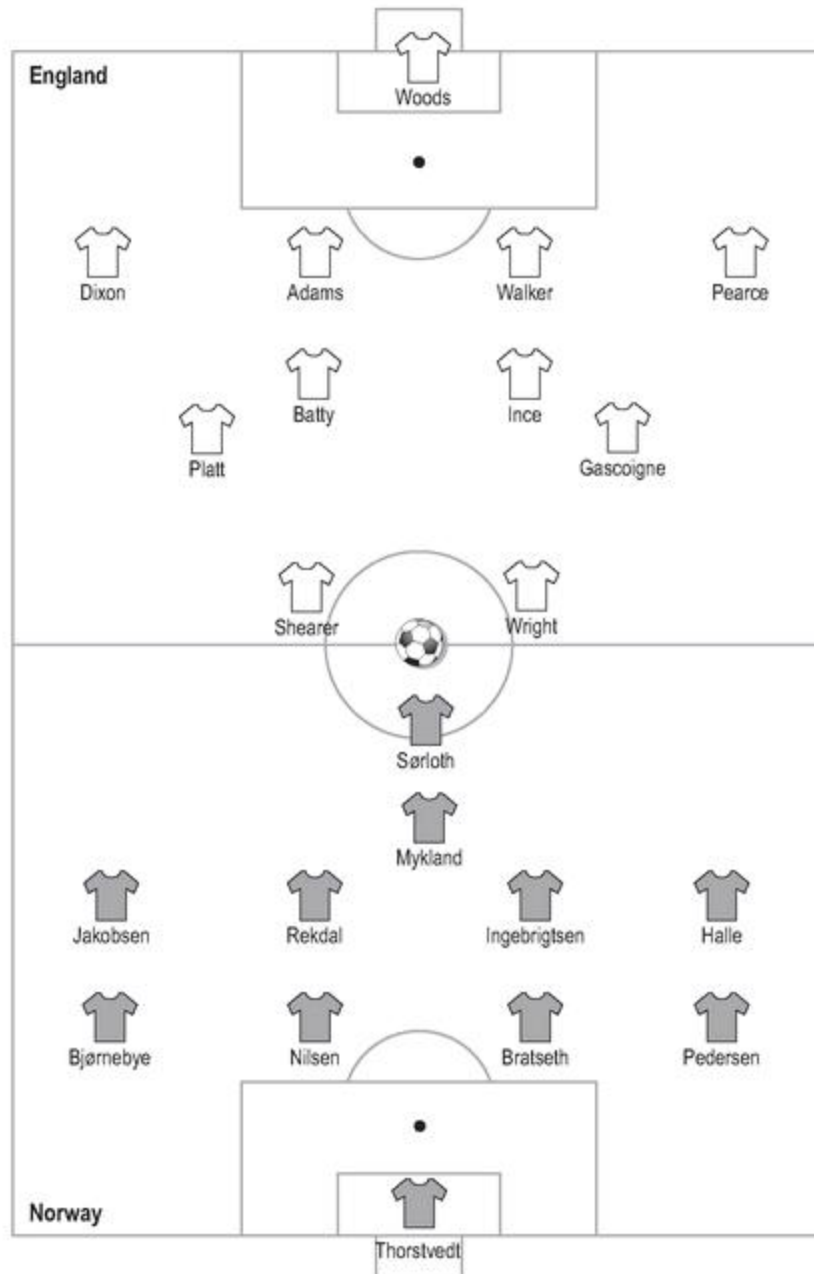 Woods
England
Dixon Adams Walker Pearce
Batty Ince
Platt Gascoigne
Shearer Wright
Sørloth
Mykland
Jakobsen Rekdal Ingebrigtsen Halle
Bjørnebye Nilsen Bratseth Pedersen
Norway
Thorstvedt